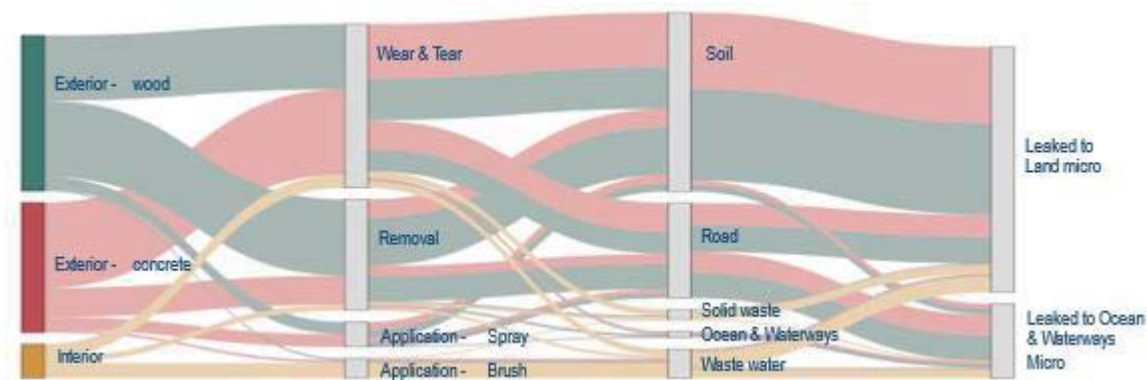 Exterior - wood
Exterior - concrete
Interior
Wear & Tear
Removal
Application - Spray
Application - Brush
Soil
Road
Solid waste
Ocean & Waterways
Waste water
Leaked to
Land micro
Leaked to Ocean
& Waterways
Micro